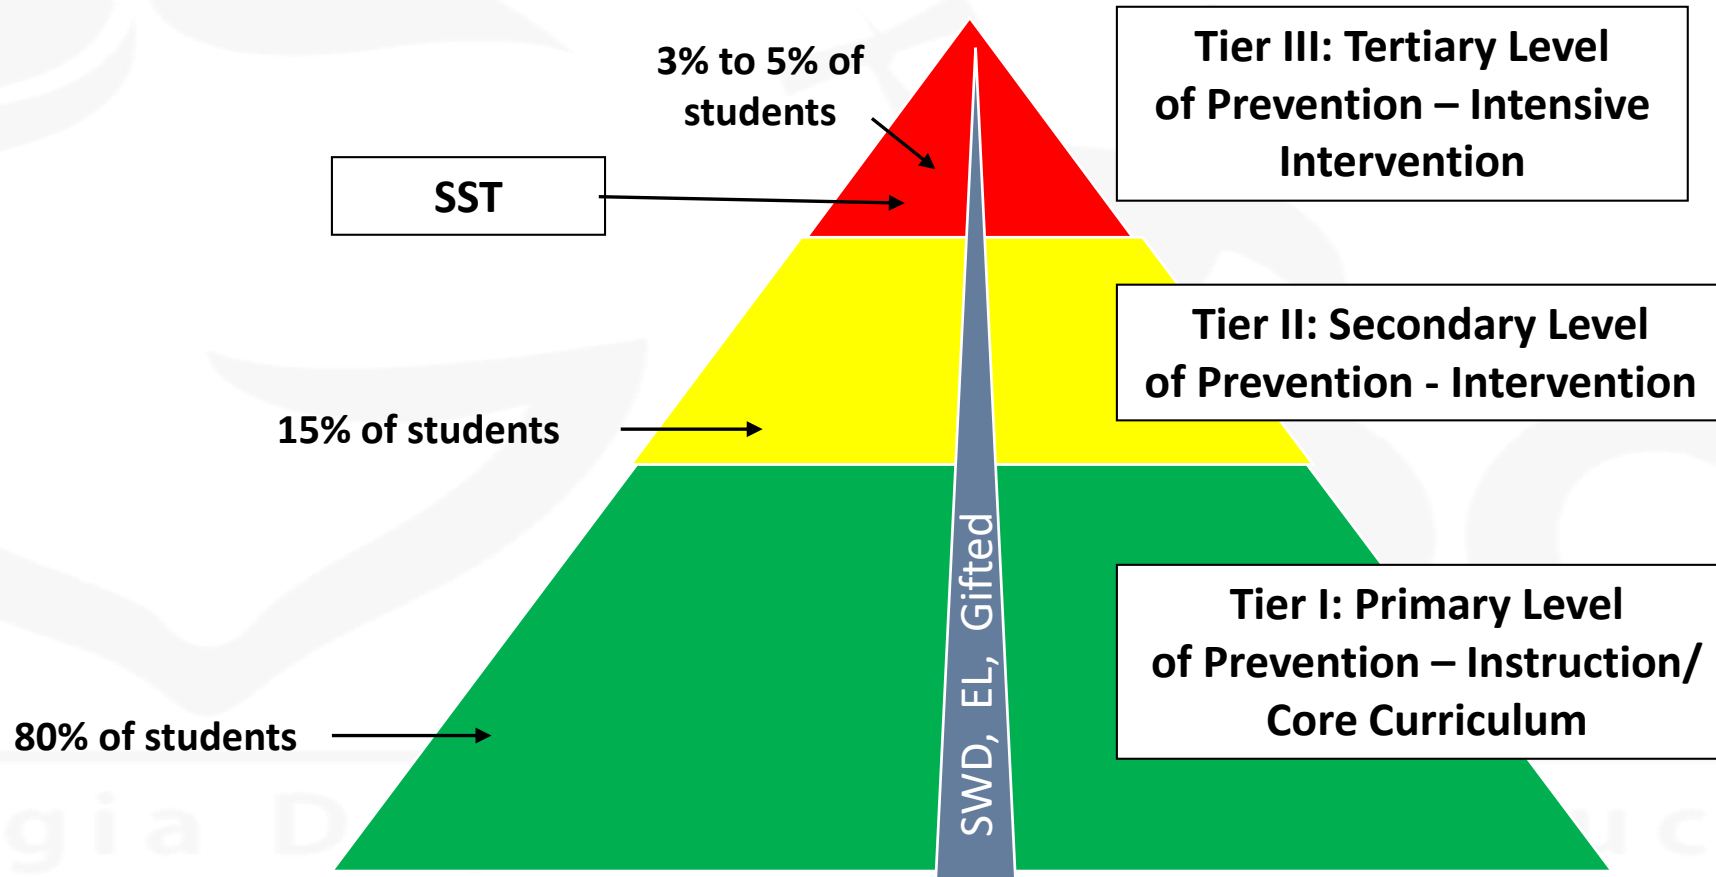 3% to 5% of
students
SST
15% of students
80% of students
Tier III: Tertiary Level
of Prevention – Intensive
Intervention
Tier II: Secondary Level
of Prevention - Intervention
Tier I: Primary Level
of Prevention – Instruction/
Core Curriculum
SWD, EL, Gifted
gia D
uc